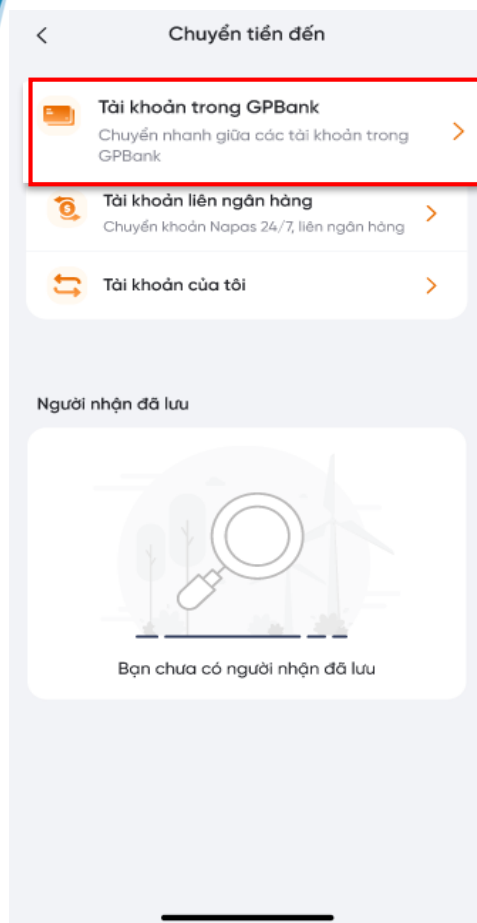 Chuyển tiền đến
Tài khoản trong GPBank
Chuyển nhanh giữa các tài khoản trong
GPBank
Tài khoản liên ngân hàng
Chuyển khoản Napas 24/7, liên ngân hàng
Tài khoản của tôi
Người nhận đã lưu
Bạn chưa có người nhận đã lưu